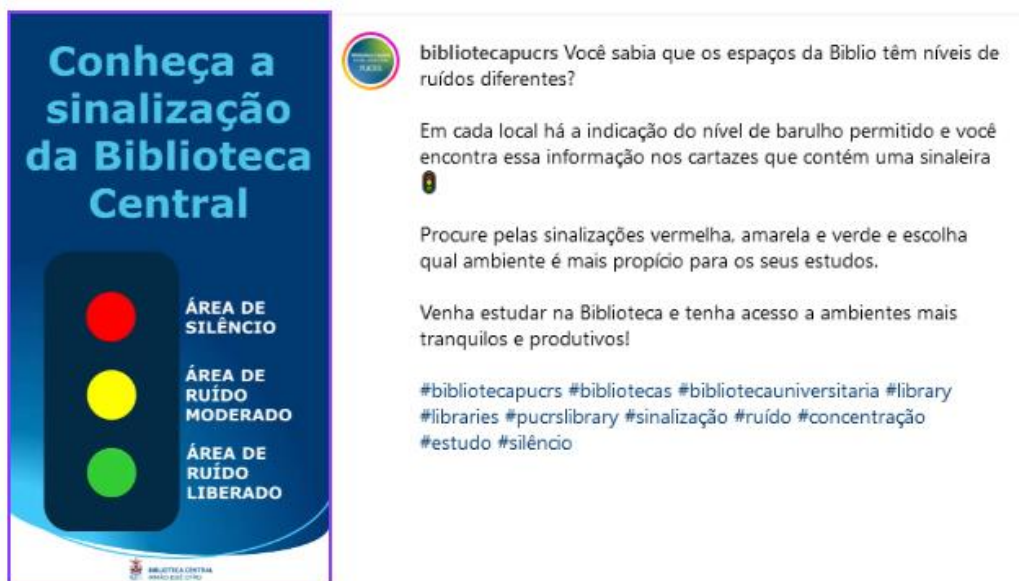 Conheça a
sinalização
da Biblioteca
Central
ÁREA DE
SILÊNCIO
ÁREA DE
RUÍDO
MODERADO
ÁREA DE
RUÍDO
LIBERADO
BIBLIOTECA CENTRAL
bibliotecapucrs Você sabia que os espaços da Biblio têm níveis de
ruídos diferentes?
Em cada local há a indicação do nível de barulho permitido e você
encontra essa informação nos cartazes que contém uma sinaleira
🚦
Procure pelas sinalizações vermelha, amarela e verde e escolha
qual ambiente é mais propício para os seus estudos.
Venha estudar na Biblioteca e tenha acesso a ambientes mais
tranquilos e produtivos!
#bibliotecapucrs #bibliotecas #bibliotecauniversitaria #library
#libraries #pucrslibrary #sinalização #ruído #concentração
#estudo #silêncio